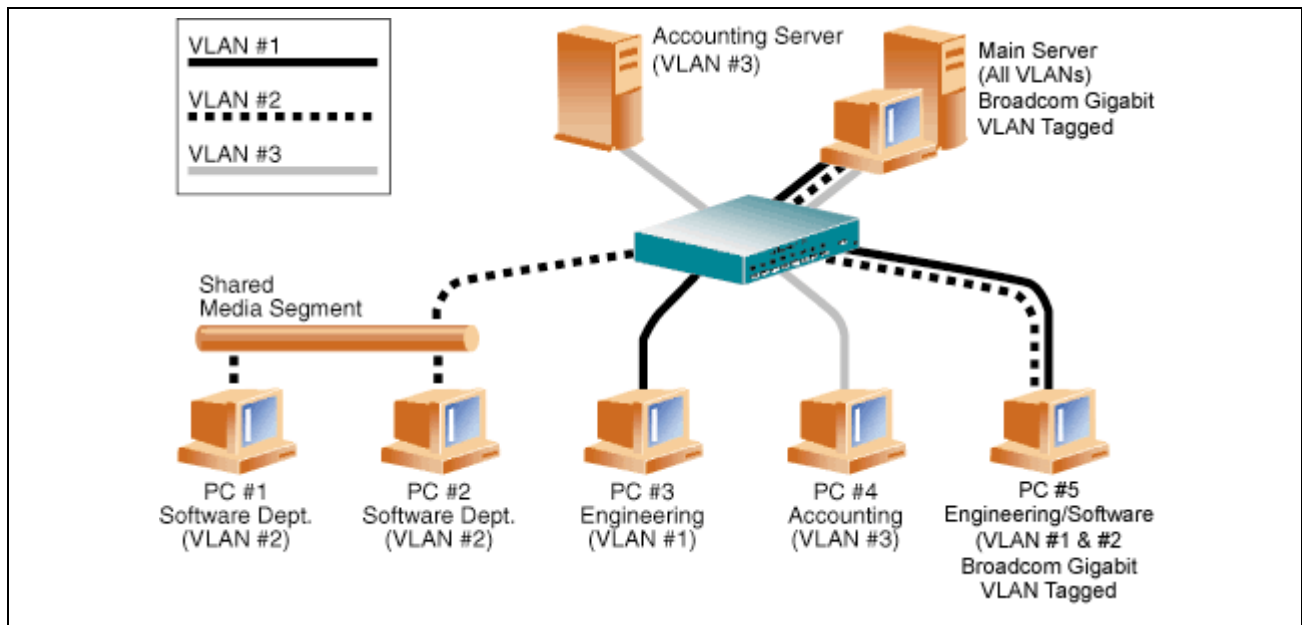 VLAN #1
VLAN #2
VLAN #3
Accounting Server
(VLAN #3)
Main Server
(All VLANs)
Broadcom Gigabit
VLAN Tagged
Shared
Media Segment
PC #1
Software Dept.
(VLAN #2)
PC #2
Software Dept.
(VLAN #2)
PC #3
Engineering
(VLAN #1)
PC #4
Accounting
(VLAN #3)
PC #5
Engineering/Software
(VLAN #1 & #2
Broadcom Gigabit
VLAN Tagged